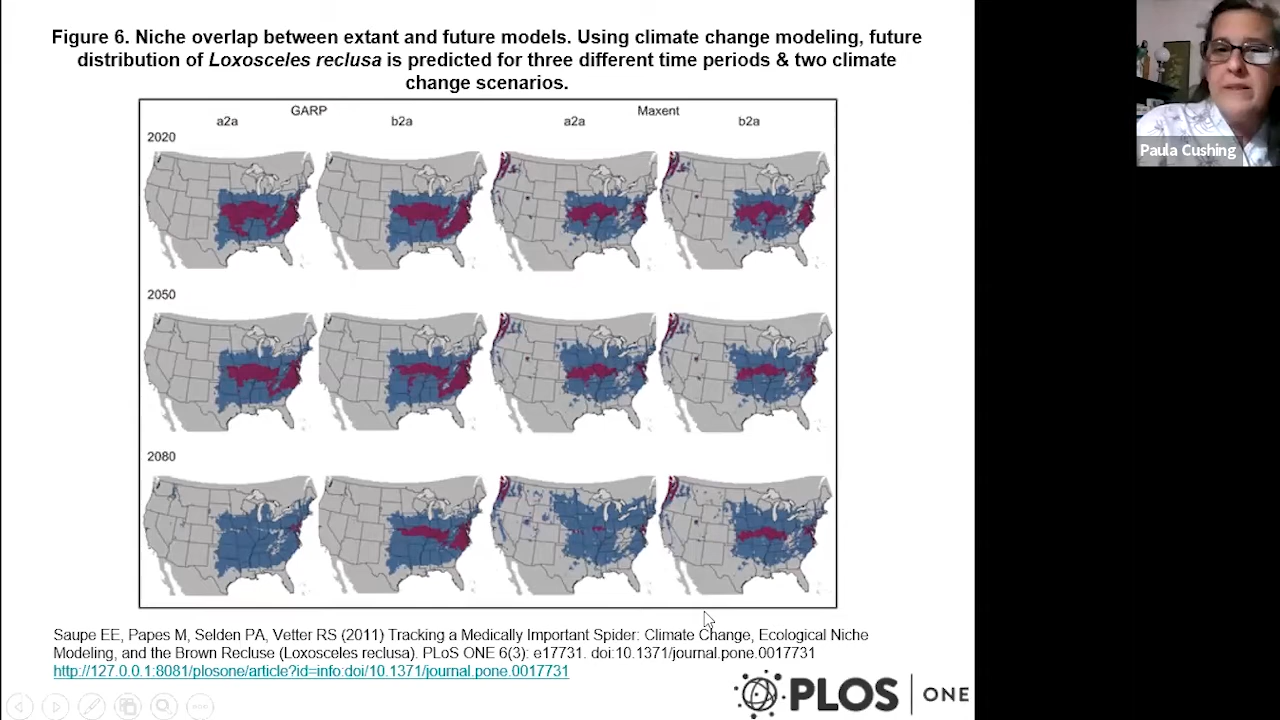 Figure 6. Niche overlap between extant and future models. Using climate change modeling, future
distribution of Loxosceles reclusa is predicted for three different time periods & two climate
change scenarios.
GARP
Maxent
a2a
b2a
a2a
b2a
2020
2050
2080
Saupe EE, Papes M, Selden PA, Vetter RS (2011) Tracking a Medically Important Spider: Climate Change, Ecological Niche
Modeling, and the Brown Recluse (Loxosceles reclusa). PLoS ONE 6(3): e17731. doi:10.1371/journal.pone.0017731
http://127.0.0.1:8081/plosone/article?id=info:doi/10.1371/journal.pone.0017731
PLOS ONE
Paula Cushing